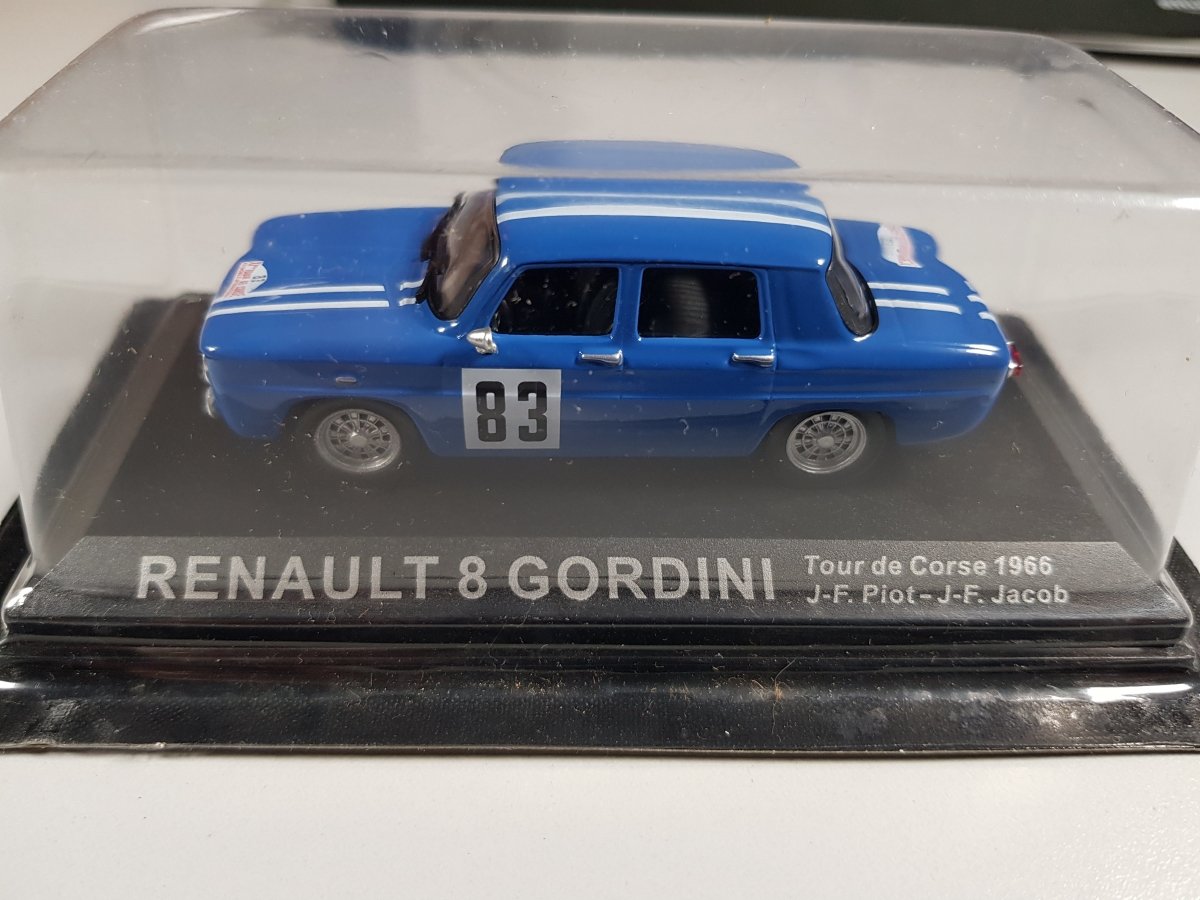 83
RENAULT 8 GORDINI
Tour de Corse 1966
J-F. Piot - J-F. Jacob